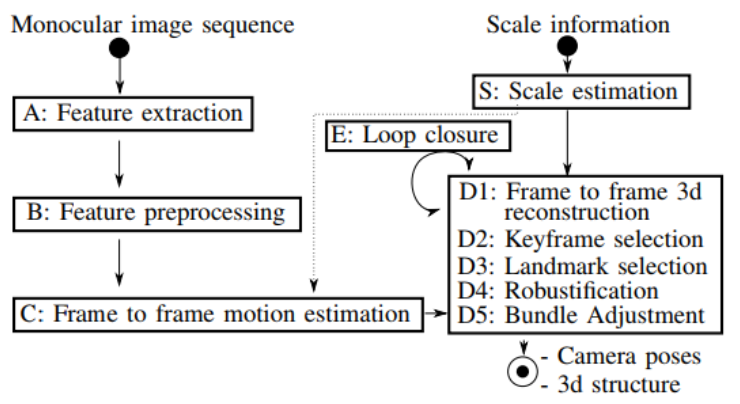 Monocular image sequence
Scale information
A: Feature extraction
S: Scale estimation
E: Loop closure
B: Feature preprocessing
D1: Frame to frame 3d
reconstruction
D2: Keyframe selection
D3: Landmark selection
D4: Robustification
D5: Bundle Adjustment
C: Frame to frame motion estimation
- Camera poses
- 3d structure